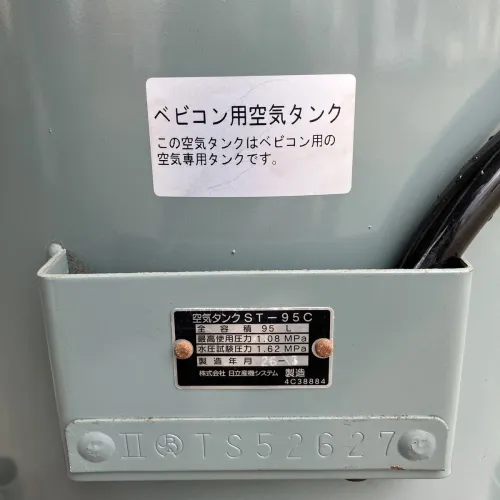 ベビコン用空気タンク
この空気タンクはベビコン用の
空気専用タンクです。
空気タンク ST-95C
全容積 95 L
最高使用圧力 1.08 MPa
水圧試験圧力 1.62 MPa
製造年月
株式会社 日立産機システム 製造
4C38884
II TS52627